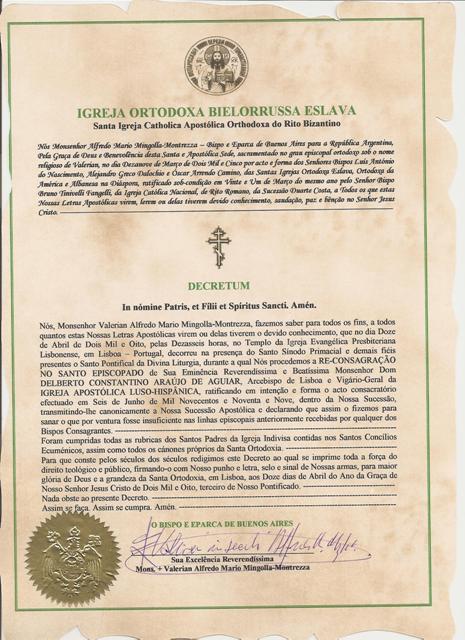 IGREJA ORTODOXA BIELORRUSSA ESLAVA
Santa Igreja Catholica Apostólica Orthodoxa do Rito Bizantino
Nós Monsenhor Alfredo Mario Mingolla-Montrezza – Bispo e Eparca de Buenos Aires para a República Argentina,
Pela Graça de Deus e Benevolência desta Santa e Apostólica Sede, sacramentado no grau episcopal ortodoxo sob o nome
religioso de Valerian, no dia Dezanove de Março de Dois Mil e Cinco por acto e forma dos Senhores Bispos Luís António
do Nascimento, Alejandro Greco Dalochio e Óscar Arrendo Camino, das Santas Igrejas Ortodoxa Eslava, Ortodoxa da
América e Albanesa na Diáspora, ratificado sob-condição em Vinte e Um de Março do mesmo ano pelo Senhor Bispo
Bruno Tinivelli Fangelli, da Igreja Católica Nacional, de Rito Romano, da Sucessão Duarte Costa, a Todos os que estas
Nossas Letras Apostólicas virem, lerem ou delas tiverem devido conhecimento, saudação, paz e bênção no Senhor Jesus
Cristo.
DECRETUM
In nómine Patris, et Fílii et Spíritus Sancti. Amén.
Nós, Monsenhor Valerian Alfredo Mario Mingolla-Montrezza, fazemos saber para todos os fins, a todos
quantos estas Nossas Letras Apostólicas virem ou delas tiverem o devido conhecimento, que no dia Doze
de Abril de Dois Mil e Oito, pelas Dezasseis horas, no Templo da Igreja Evangélica Presbiteriana
Lisbonense, em Lisboa – Portugal, decorreu na presença do Santo Sínodo Primacial e demais fiéis
presentes o Santo Pontifical da Divina Liturgia, durante a qual Nós procedemos a RE-CONSAGRAÇÃO
NO SANTO EPISCOPADO de Sua Eminência Reverendíssima e Beatíssima Monsenhor Dom
DELBERTO CONSTANTINO ARAÚJO DE AGUIAR, Arcebispo de Lisboa e Vigário-Geral da
IGREJA APOSTÓLICA LUSO-HISPÂNICA, ratificando em intenção e forma o acto consacratório
efectuado em Seis de Junho de Mil Novecentos e Noventa e Nove, dentro da Nossa Sucessão,
transmitindo-lhe canonicamente a Nossa Sucessão Apostólica e declarando que assim o fizemos para
sanar o que por ventura fosse insuficiente nas linhas episcopais anteriormente recebidas por qualquer dos
Bispos Consagrantes.
Foram cumpridas todas as rubricas dos Santos Padres da Igreja Indivisa contidas nos Santos Concílios
Ecuménicos, assim como todos os cânones próprios da Santa Ortodoxia.
Para que conste pelos séculos dos séculos redigimos este Decreto ao qual se imprime toda a força do
direito teológico e público, firmando-o com Nosso punho e letra, selo e sinal de Nossas armas, para maior
glória de Deus e a grandeza da Santa Ortodoxia, em Lisboa, aos Doze dias de Abril do Ano da Graça de
Nosso Senhor Jesus Cristo de Dois Mil e Oito, terceiro de Nosso Pontificado.
Nada obste ao presente Decreto.
Assim se faça. Assim se cumpra. Amén.
O BISPO E EPARCA DE BUENOS AIRES
Sua Excelência Reverendíssima
Mons. + Valerian Alfredo Mario Mingolla-Montrezza